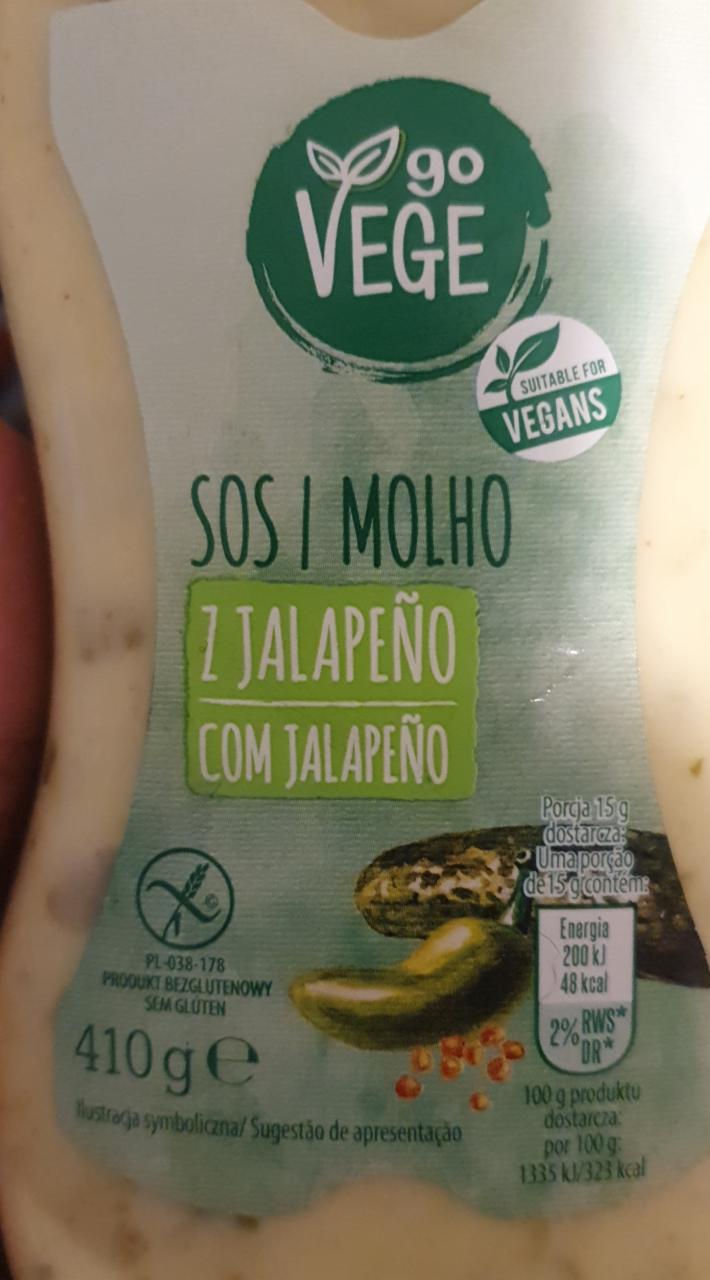 go
VEGE
SUITABLE FOR
VEGANS
SOS | MOLHO
Z JALAPEÑO
COM JALAPEÑO
Porcja 15 g
dostarcza:
Uma porção
de 15 g contém:
Energia
200 kJ
48 kcal
2% RWS*
DR*
PL-038-178
PRODUKT BEZGLUTENOWY
SEM GLÚTEN
410 g e
Ilustracja symboliczna/ Sugestão de apresentação
100 g produktu
dostarcza:
por 100 g:
1335 kJ/323 kcal